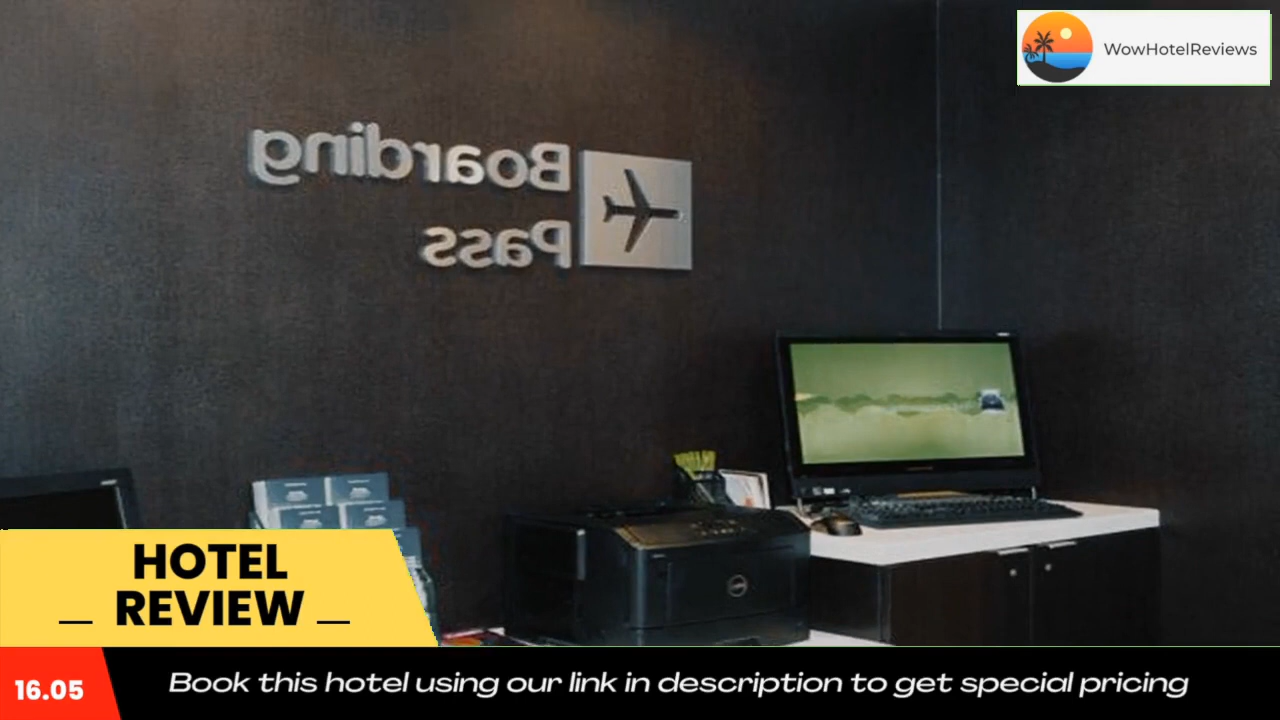 WowHotelReviews
Boarding
Pass
HOTEL
REVIEW
16.05
Book this hotel using our link in description to get special pricing